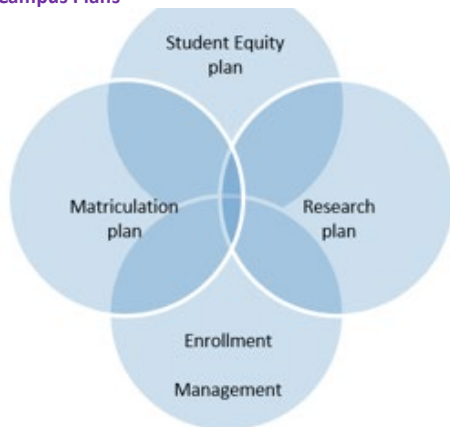 Campus Plans
Student Equity
plan
Matriculation
plan
Research
plan
Enrollment
Management